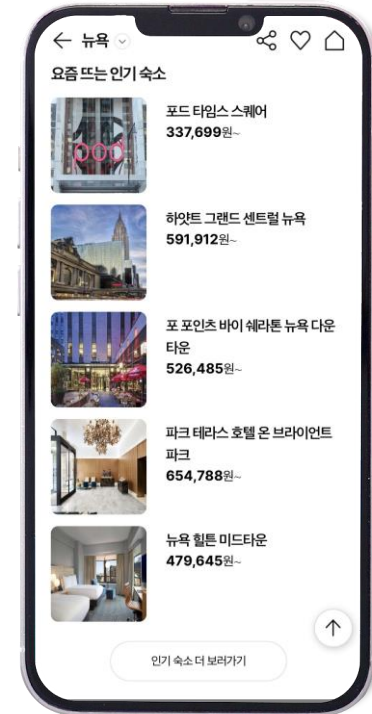 뉴욕
요즘 뜨는 인기 숙소
pod
포드 타임스 스퀘어
337,699원~
하얏트 그랜드 센트럴 뉴욕
591,912원~
포 포인츠 바이 쉐라톤 뉴욕 다운
타운
526,485원~
파크 테라스 호텔 온 브라이언트
파크
654,788원~
뉴욕 힐튼 미드타운
479,645원~
인기 숙소 더 보러가기